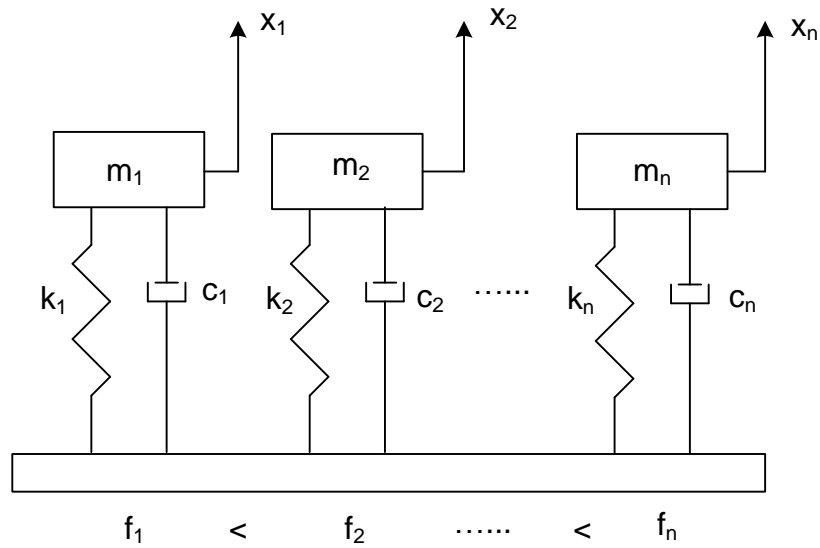 x₁ x₂ xₙ
m₁ m₂ mₙ
k₁ c₁ k₂ c₂ ...... kₙ cₙ
f₁ < f₂ ...... < fₙ